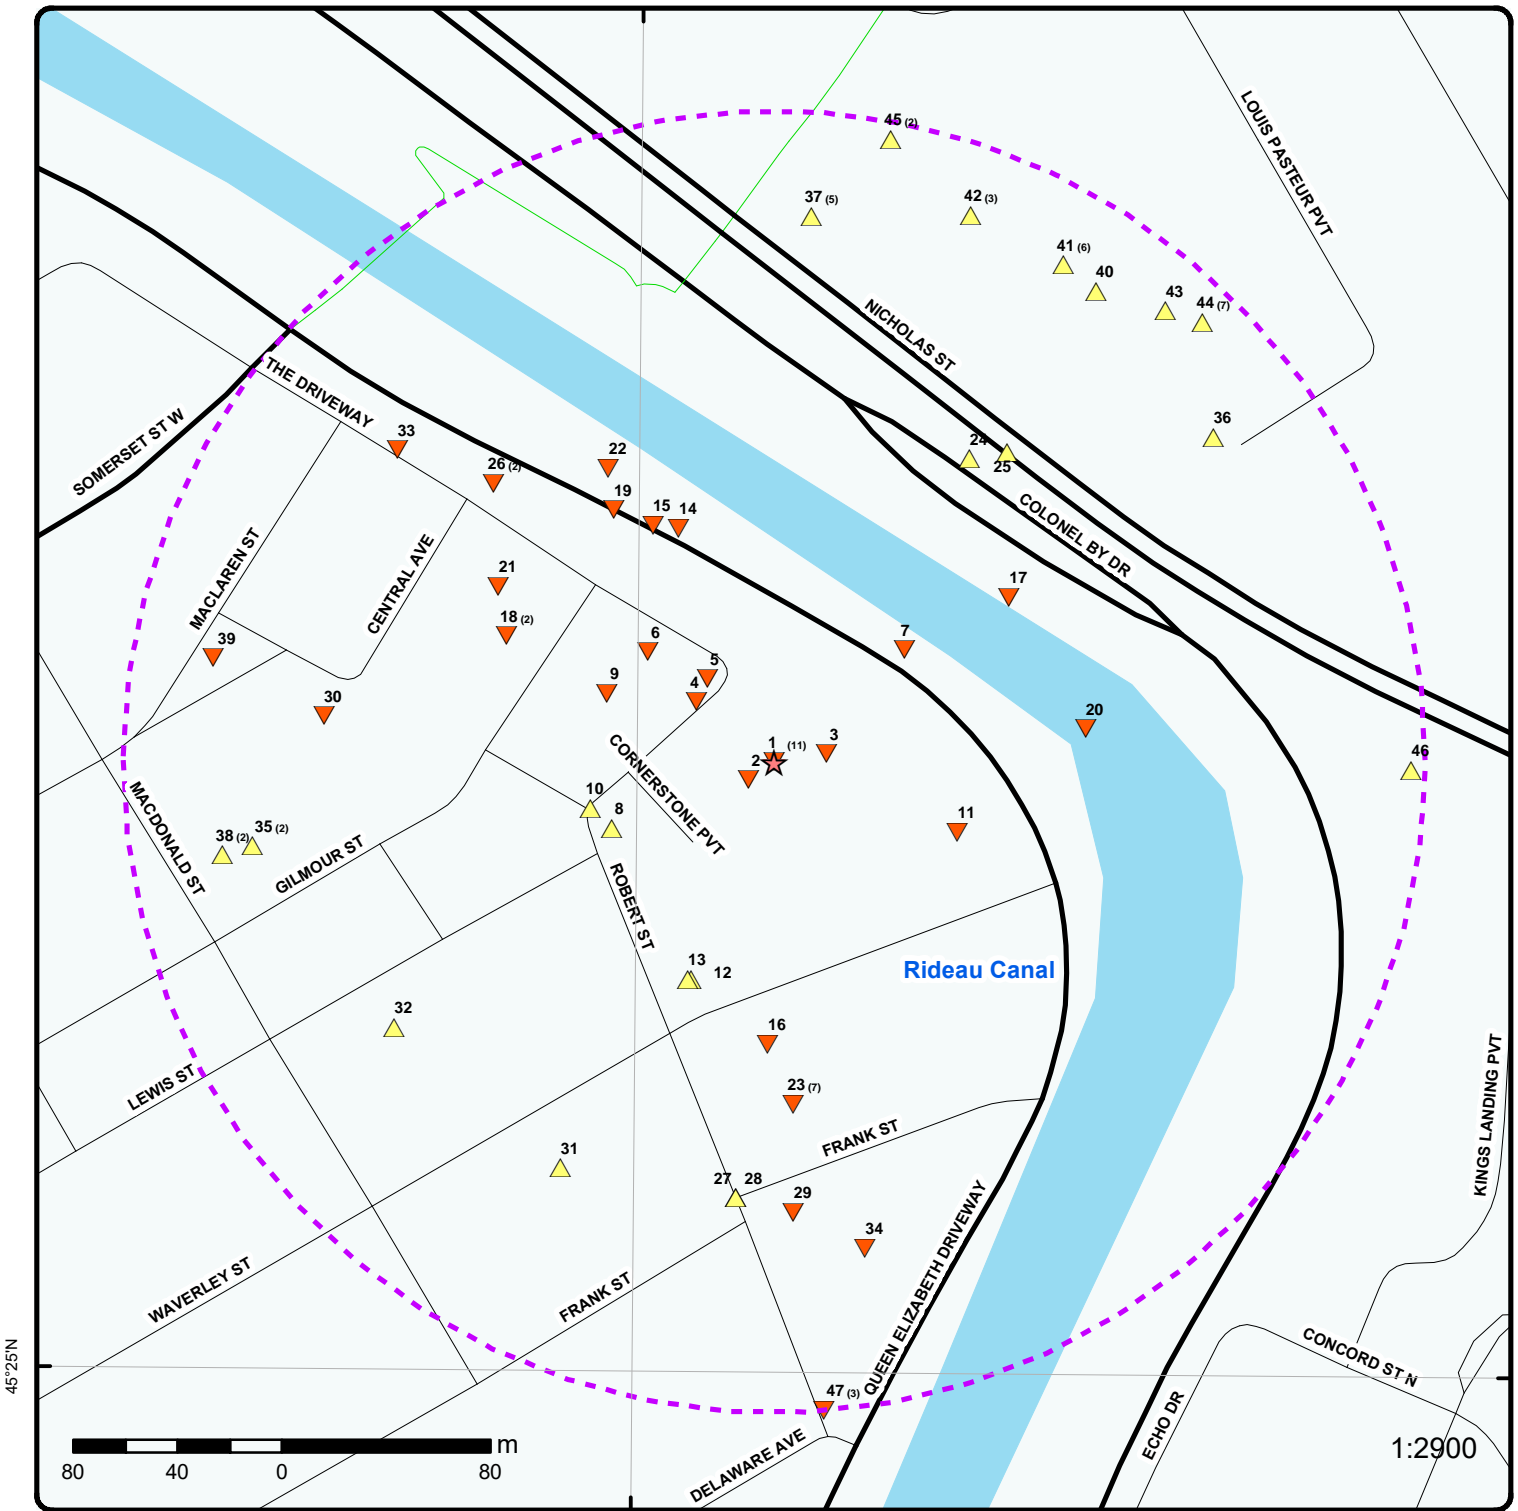 45 (2)
LOUIS PASTEUR PVT
37 (5)
42 (3)
41 (6)
40
43
44 (7)
NICHOLAS ST
THE DRIVEWAY
SOMERSET ST W
33
26 (2)
22
36
24
25
19
15
14
COLONEL BY DR
MACLAREN ST
CENTRAL AVE
21
17
18 (2)
39
6
7
5
9
4
30
20
CORNERSTONE PVT
1 (11)
3
2
46
MACDONALD ST
10
8
11
38 (2)
35 (2)
GILMOUR ST
ROBERT ST
13
12
Rideau Canal
32
16
LEWIS ST
23 (7)
FRANK ST
KINGS LANDING PVT
31
27
28
29
34
QUEEN ELIZABETH DRIVEWAY
WAVERLEY ST
FRANK ST
45°25'N
CONCORD ST N
47 (3)
ECHO DR
DELAWARE AVE
m
80 40 0 80
1:2900